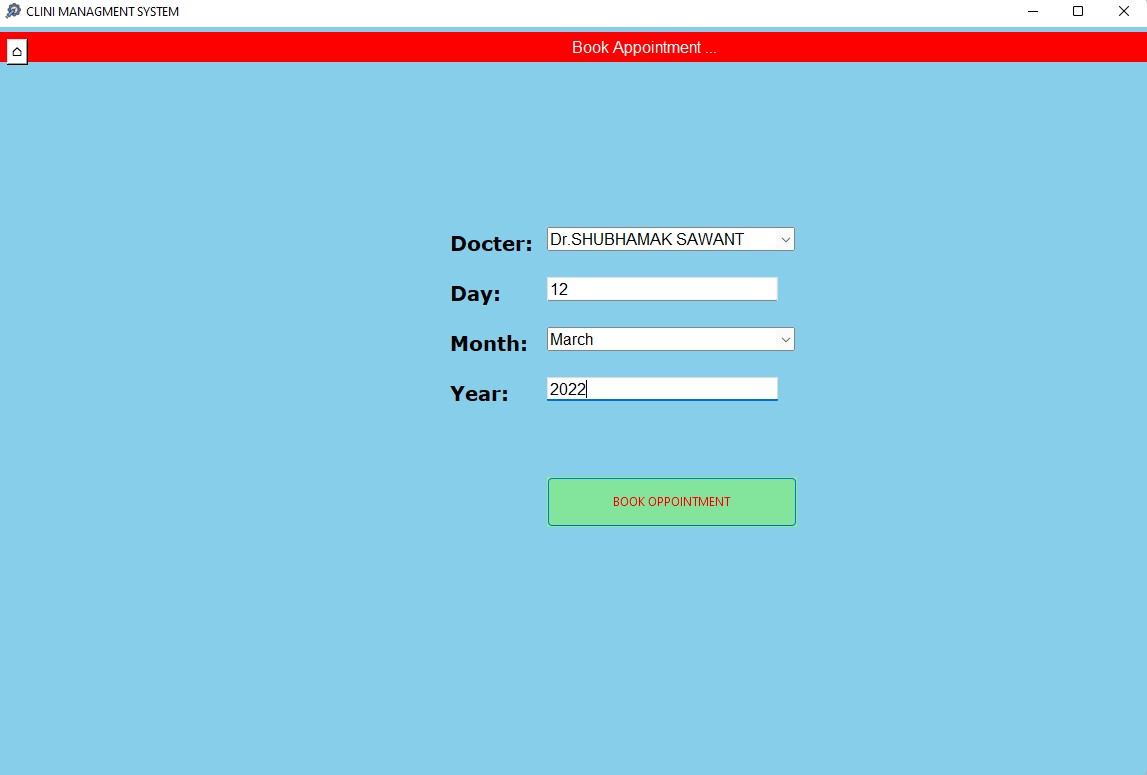 CLINI MANAGMENT SYSTEM
Book Appointment ...
Docter: Dr.SHUBHAMAK SAWANT
Day: 12
Month: March
Year: 2022
BOOK OPPOINTMENT